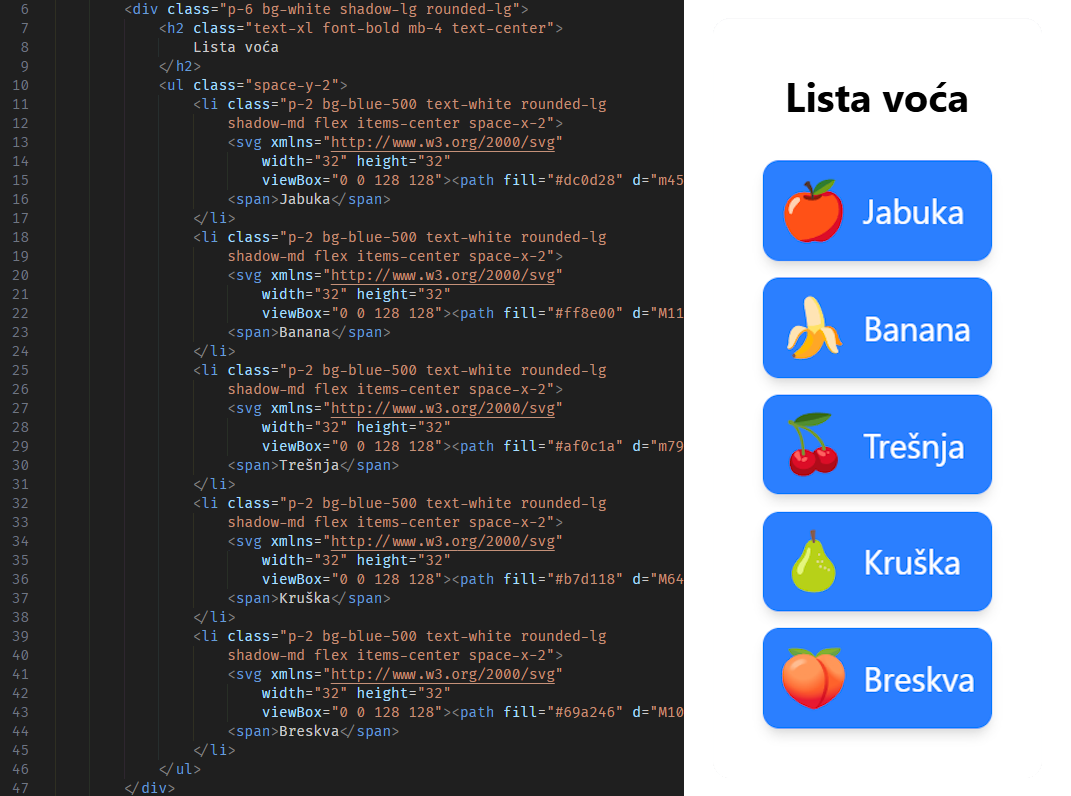 6 <div class="p-6 bg-white shadow-lg rounded-lg">
7 <h2 class="text-xl font-bold mb-4 text-center">
8 Lista voća
9 </h2>
10 <ul class="space-y-2">
11 <li class="p-2 bg-blue-500 text-white rounded-lg
12 shadow-md flex items-center space-x-2">
13 <svg xmlns="http://www.w3.org/2000/svg"
14 width="32" height="32"
15 viewBox="0 0 128 128"><path fill="#dc0d28" d="m45
16 <span>Jabuka</span>
17 </li>
18 <li class="p-2 bg-blue-500 text-white rounded-lg
19 shadow-md flex items-center space-x-2">
20 <svg xmlns="http://www.w3.org/2000/svg"
21 width="32" height="32"
22 viewBox="0 0 128 128"><path fill="#ff8e00" d="M11
23 <span>Banana</span>
24 </li>
25 <li class="p-2 bg-blue-500 text-white rounded-lg
26 shadow-md flex items-center space-x-2">
27 <svg xmlns="http://www.w3.org/2000/svg"
28 width="32" height="32"
29 viewBox="0 0 128 128"><path fill="#af0c1a" d="m79
30 <span>Trešnja</span>
31 </li>
32 <li class="p-2 bg-blue-500 text-white rounded-lg
33 shadow-md flex items-center space-x-2">
34 <svg xmlns="http://www.w3.org/2000/svg"
35 width="32" height="32"
36 viewBox="0 0 128 128"><path fill="#b7d118" d="M64
37 <span>Kruška</span>
38 </li>
39 <li class="p-2 bg-blue-500 text-white rounded-lg
40 shadow-md flex items-center space-x-2">
41 <svg xmlns="http://www.w3.org/2000/svg"
42 width="32" height="32"
43 viewBox="0 0 128 128"><path fill="#69a246" d="M10
44 <span>Breskva</span>
45 </li>
46 </ul>
47 </div>
Lista voća
Jabuka
Banana
Trešnja
Kruška
Breskva